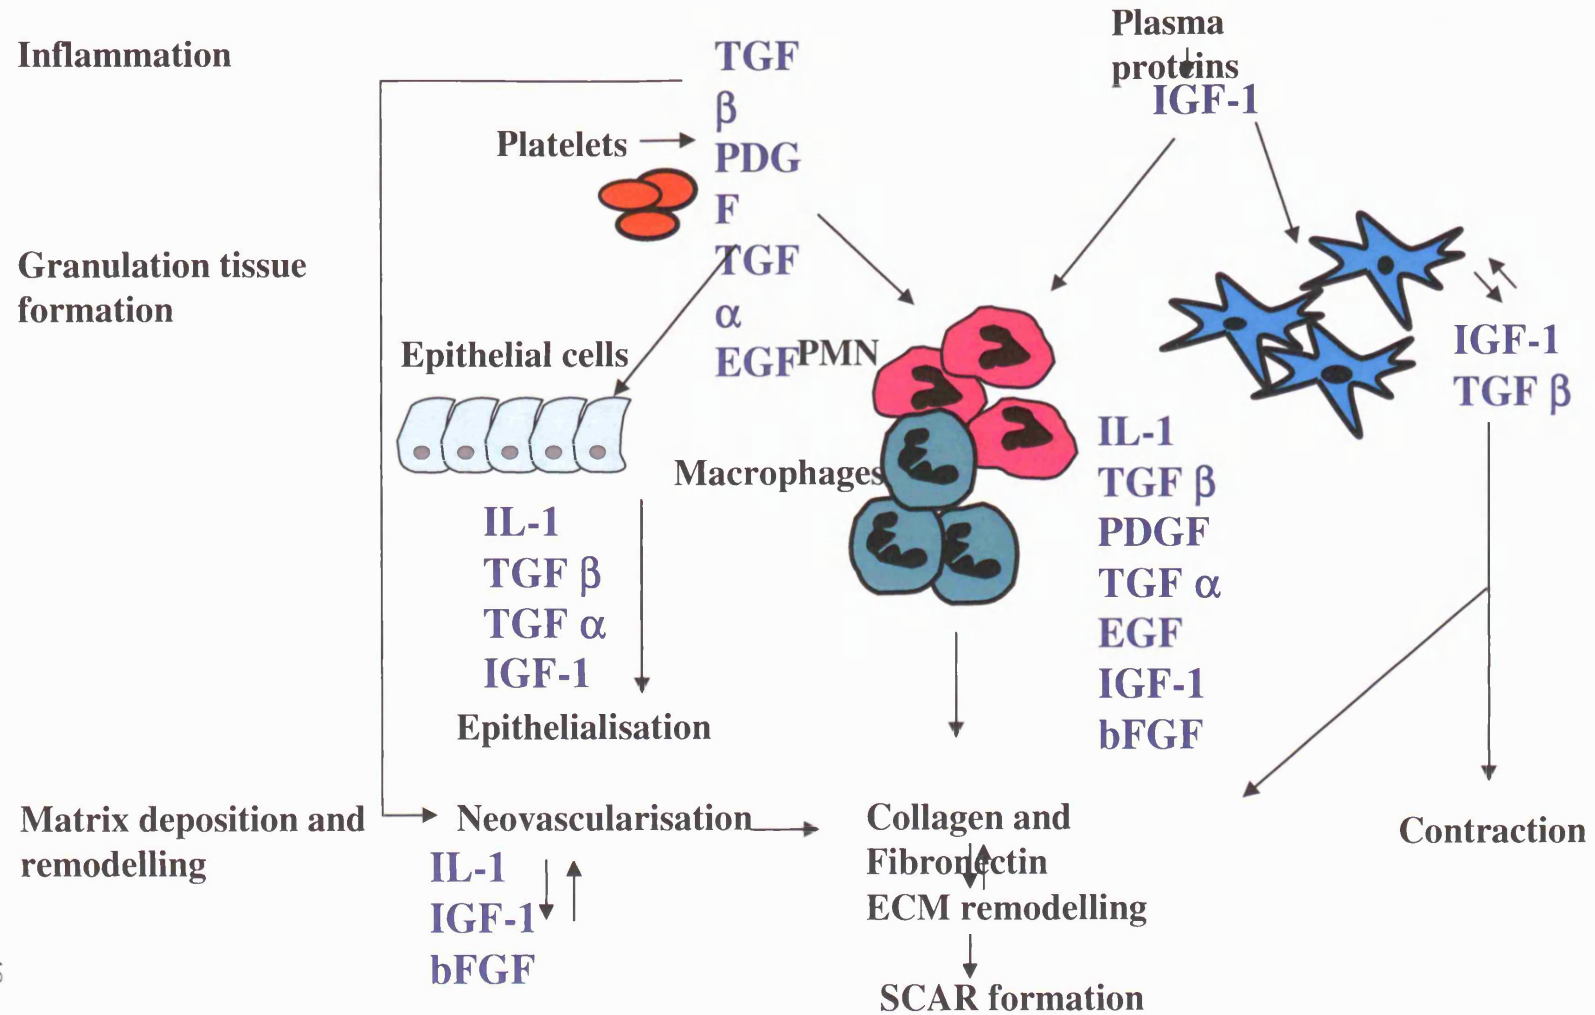 Inflammation
TGF
β
PDG
F
TGF
α
EGF
Platelets
Plasma
proteins
IGF-1
Granulation tissue
formation
Epithelial cells
PMN
Macrophages
IGF-1
TGF β
IL-1
TGF β
PDGF
TGF α
EGF
IGF-1
bFGF
IL-1
TGF β
TGF α
IGF-1
Epithelialisation
Matrix deposition and
remodelling
Neovascularisation
IL-1
IGF-1
bFGF
Collagen and
Fibronectin
ECM remodelling
SCAR formation
Contraction